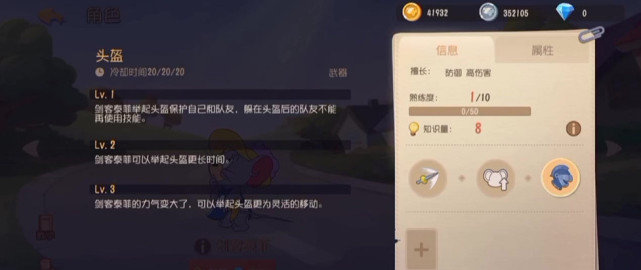 角色
41932
352105
0
头盔
冷却时间20/20/20
武器
Lv. 1
剑客泰菲举起头盔保护自己和队友，躲在头盔后的队友不能
再使用技能。
Lv. 2
剑客泰菲可以举起头盔更长时间。
Lv. 3
剑客泰菲的力气变大了，可以举起头盔更为灵活的移动。
信息
属性
擅长：
防御 高伤害
熟练度：
1/10
0/50
知识量：
8